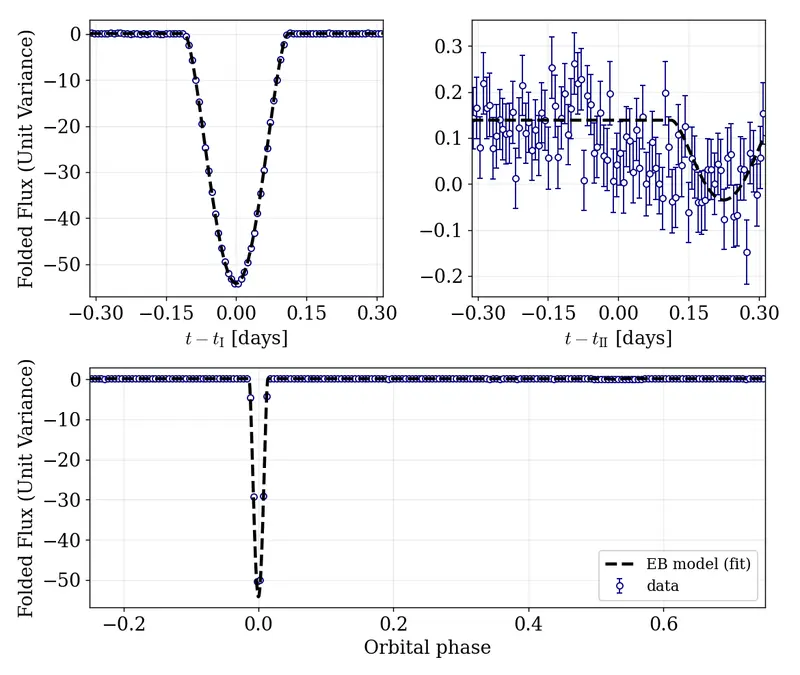 Folded Flux (Unit Variance)
0
−10
−20
−30
−40
−50
−0.30 −0.15 0.00 0.15 0.30
t − tI [days]
0.3
0.2
0.1
0.0
−0.1
−0.2
−0.30 −0.15 0.00 0.15 0.30
t − tII [days]
Folded Flux (Unit Variance)
0
−10
−20
−30
−40
−50
−0.2 0.0 0.2 0.4 0.6
Orbital phase
EB model (fit)
data